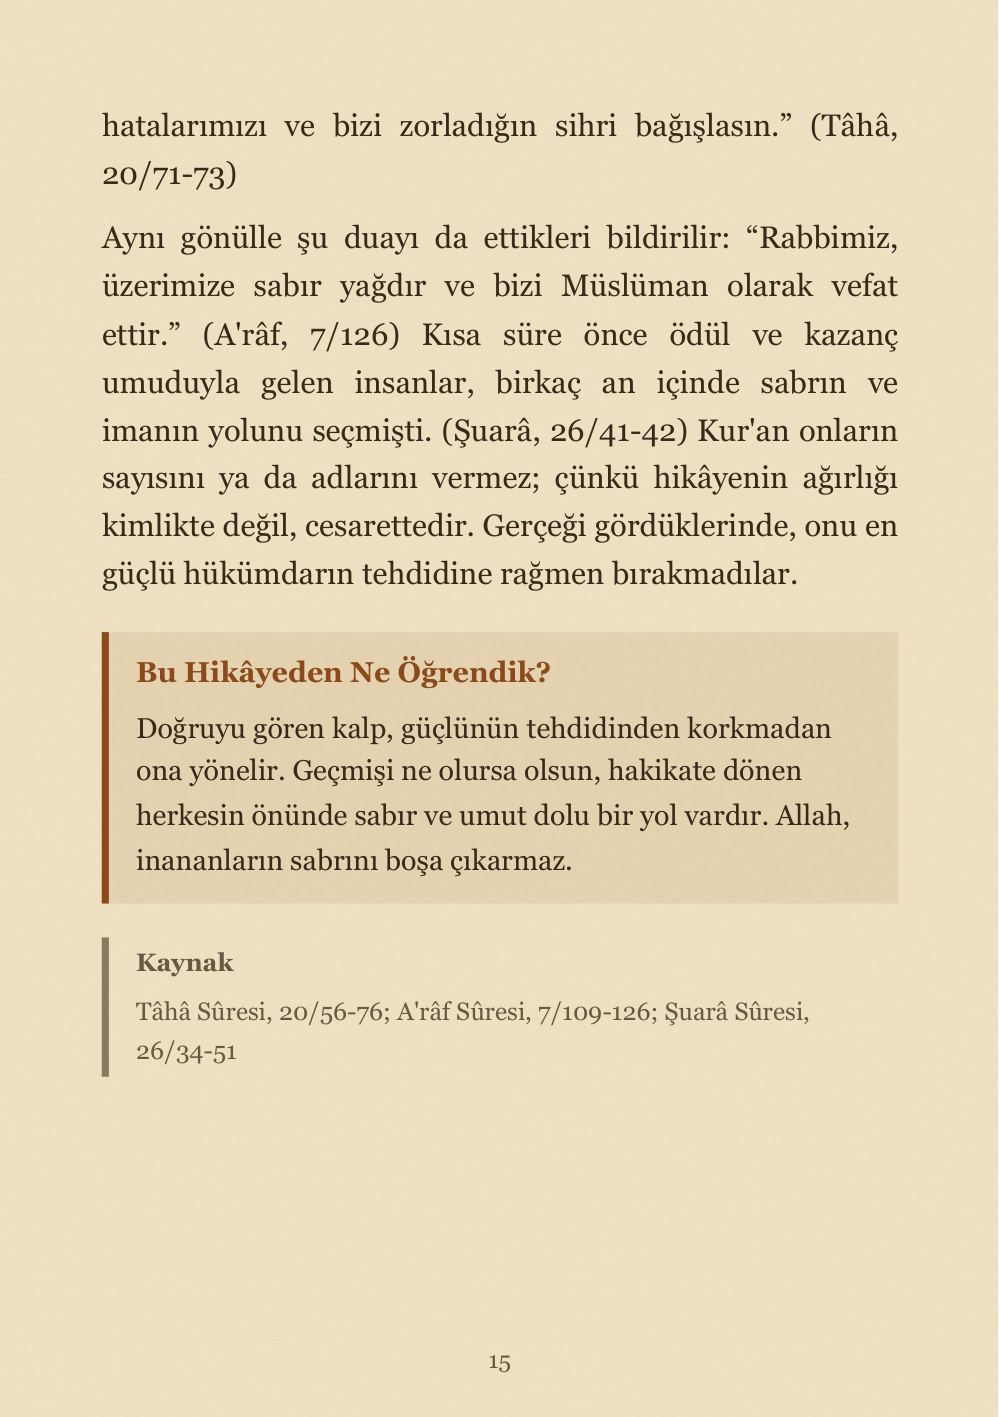 hatalarımızı ve bizi zorladığın sihri bağışlasın.” (Tâhâ,
20/71-73)
Aynı gönülle şu duayı da ettikleri bildirilir: “Rabbimiz,
üzerimize sabır yağdır ve bizi Müslüman olarak vefat
ettir.” (A'râf, 7/126) Kısa süre önce ödül ve kazanç
umuduyla gelen insanlar, birkaç an içinde sabrın ve
imanın yolunu seçmişti. (Şuarâ, 26/41-42) Kur'an onların
sayısını ya da adlarını vermez; çünkü hikâyenin ağırlığı
kimlikte değil, cesarettedir. Gerçeği gördüklerinde, onu en
güçlü hükümdarın tehdidine rağmen bırakmadılar.
Bu Hikâyeden Ne Öğrendik?
Doğruyu gören kalp, güçlünün tehdidinden korkmadan
ona yönelir. Geçmişi ne olursa olsun, hakikate dönen
herkesin önünde sabır ve umut dolu bir yol vardır. Allah,
inananların sabrını boşa çıkarmaz.
Kaynak
Tâhâ Sûresi, 20/56-76; A'râf Sûresi, 7/109-126; Şuarâ Sûresi,
26/34-51
15